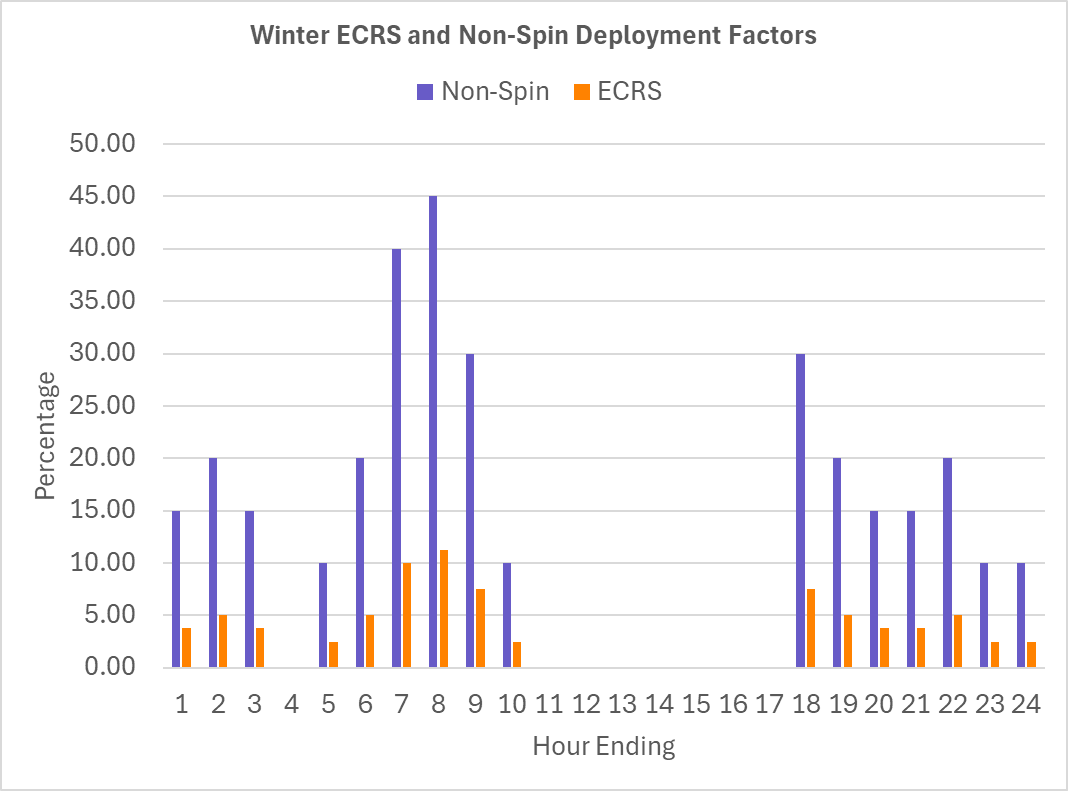 Winter ECRS and Non-Spin Deployment Factors
Non-Spin ECRS
50.00
45.00
40.00
35.00
30.00
25.00
20.00
15.00
10.00
5.00
0.00
Percentage
1 2 3 4 5 6 7 8 9 10 11 12 13 14 15 16 17 18 19 20 21 22 23 24
Hour Ending